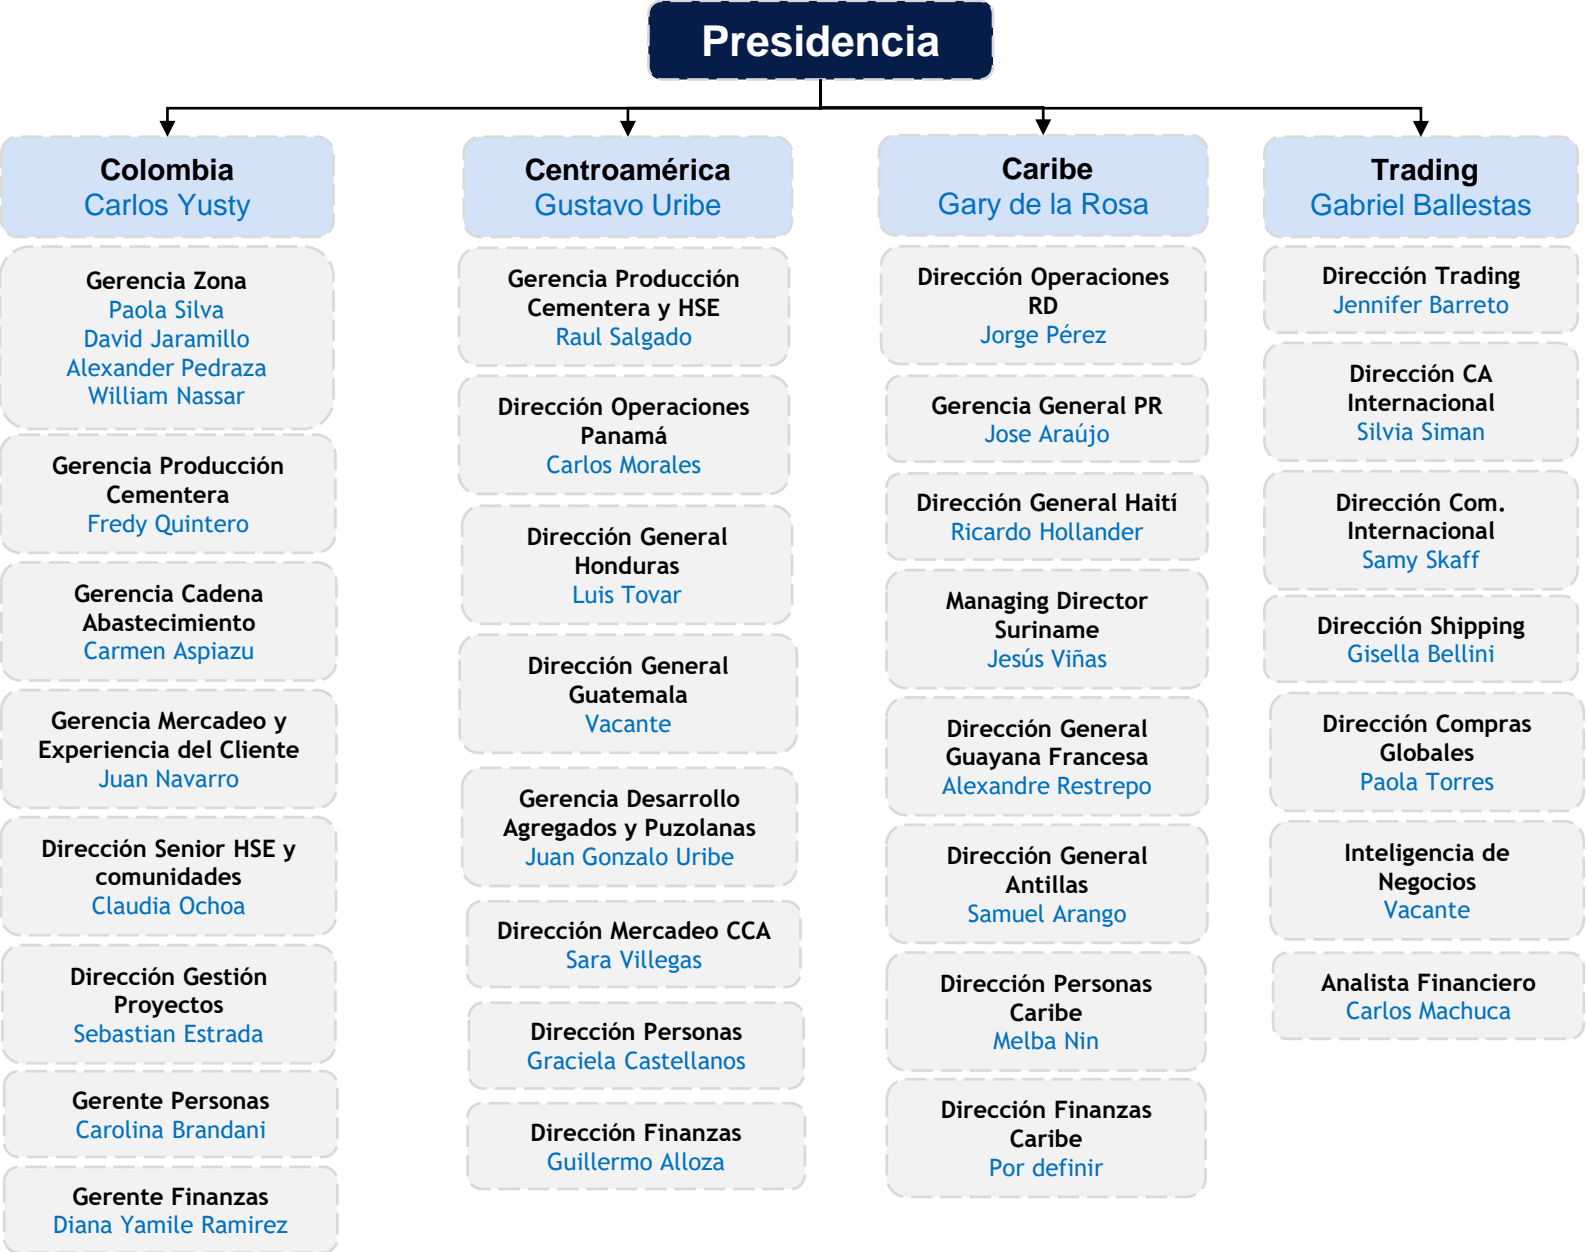 Presidencia
Colombia
Carlos Yusty
Gerencia Zona
Paola Silva
David Jaramillo
Alexander Pedraza
William Nassar
Gerencia Producción
Cementera
Fredy Quintero
Gerencia Cadena
Abastecimiento
Carmen Aspiazu
Gerencia Mercadeo y
Experiencia del Cliente
Juan Navarro
Dirección Senior HSE y
comunidades
Claudia Ochoa
Dirección Gestión
Proyectos
Sebastian Estrada
Gerente Personas
Carolina Brandani
Gerente Finanzas
Diana Yamile Ramirez
Centroamérica
Gustavo Uribe
Gerencia Producción
Cementera y HSE
Raul Salgado
Dirección Operaciones
Panamá
Carlos Morales
Dirección General
Honduras
Luis Tovar
Dirección General
Guatemala
Vacante
Gerencia Desarrollo
Agregados y Puzolanas
Juan Gonzalo Uribe
Dirección Mercadeo CCA
Sara Villegas
Dirección Personas
Graciela Castellanos
Dirección Finanzas
Guillermo Alloza
Caribe
Gary de la Rosa
Dirección Operaciones
RD
Jorge Pérez
Gerencia General PR
Jose Araújo
Dirección General Haití
Ricardo Hollander
Managing Director
Suriname
Jesús Viñas
Dirección General
Guayana Francesa
Alexandre Restrepo
Dirección General
Antillas
Samuel Arango
Dirección Personas
Caribe
Melba Nin
Dirección Finanzas
Caribe
Por definir
Trading
Gabriel Ballestas
Dirección Trading
Jennifer Barreto
Dirección CA
Internacional
Silvia Siman
Dirección Com.
Internacional
Samy Skaff
Dirección Shipping
Gisella Bellini
Dirección Compras
Globales
Paola Torres
Inteligencia de
Negocios
Vacante
Analista Financiero
Carlos Machuca